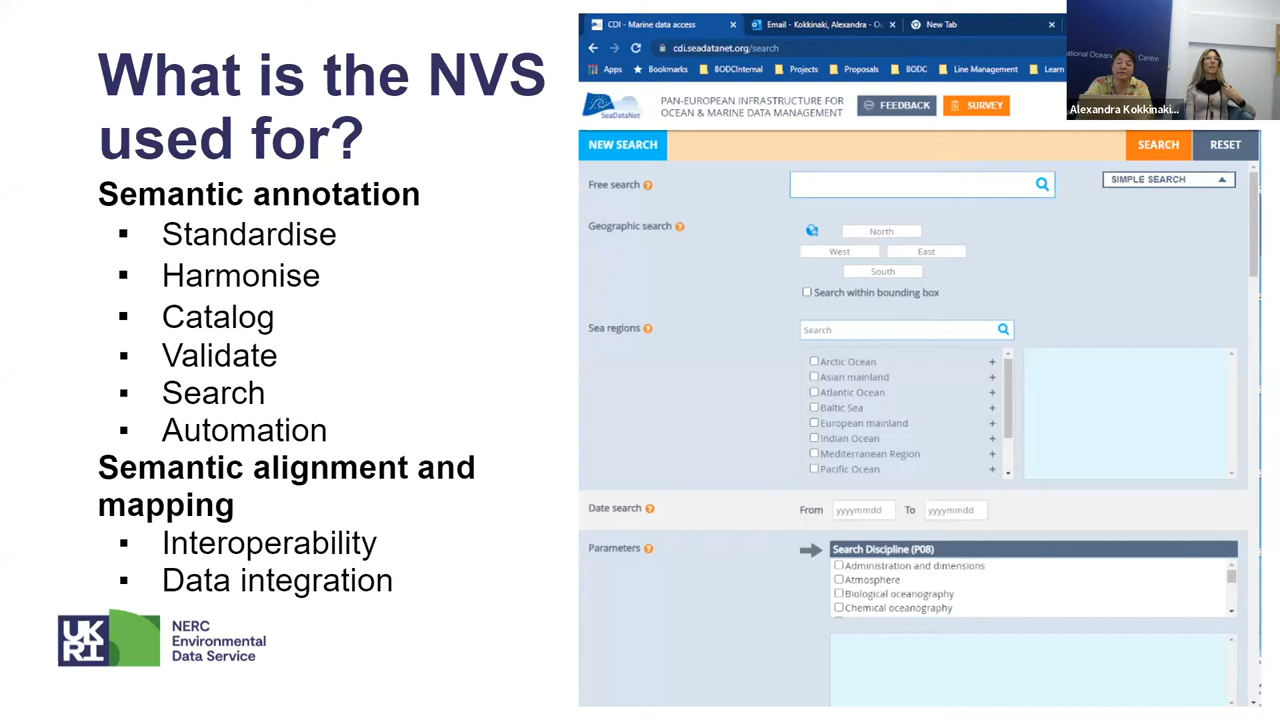 What is the NVS
used for?
Semantic annotation
▪ Standardise
▪ Harmonise
▪ Catalog
▪ Validate
▪ Search
▪ Automation
Semantic alignment and
mapping
▪ Interoperability
▪ Data integration
UK
RI
NERC
Environmental
Data Service
CDI - Marine data access
Email - Kokkinaki, Alexandra - O
New Tab
cdi.seadatanet.org/search
Apps Bookmarks BODCInternal Projects Proposals BODC Line Management Learn
SeaDataNet
PAN-EUROPEAN INFRASTRUCTURE FOR
OCEAN & MARINE DATA MANAGEMENT
FEEDBACK
SURVEY
NEW SEARCH
SEARCH
RESET
Free search
SIMPLE SEARCH
Geographic search
North
West East
South
Search within bounding box
Sea regions
Search
Arctic Ocean +
Asian mainland +
Atlantic Ocean +
Baltic Sea +
European mainland +
Indian Ocean +
Mediterranean Region +
Pacific Ocean +
Date search
From yyyymmdd To yyyymmdd
Parameters
Search Discipline (P08)
Administration and dimensions
Atmosphere
Biological oceanography
Chemical oceanography
ational Ocean Centre
Alexandra Kokkinaki...